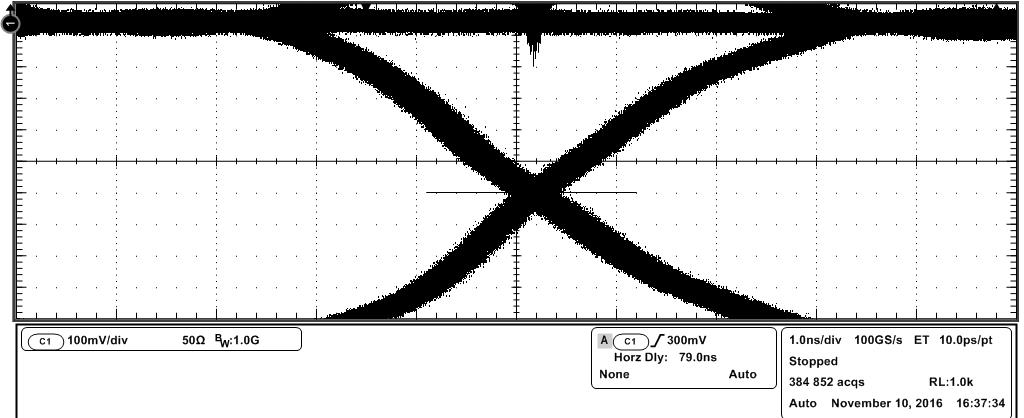 1
C1 100mV/div 50Ω BW:1.0G
A C1 300mV
Horz Dly: 79.0ns
None Auto
1.0ns/div 100GS/s ET 10.0ps/pt
Stopped
384 852 acqs RL:1.0k
Auto November 10, 2016 16:37:34